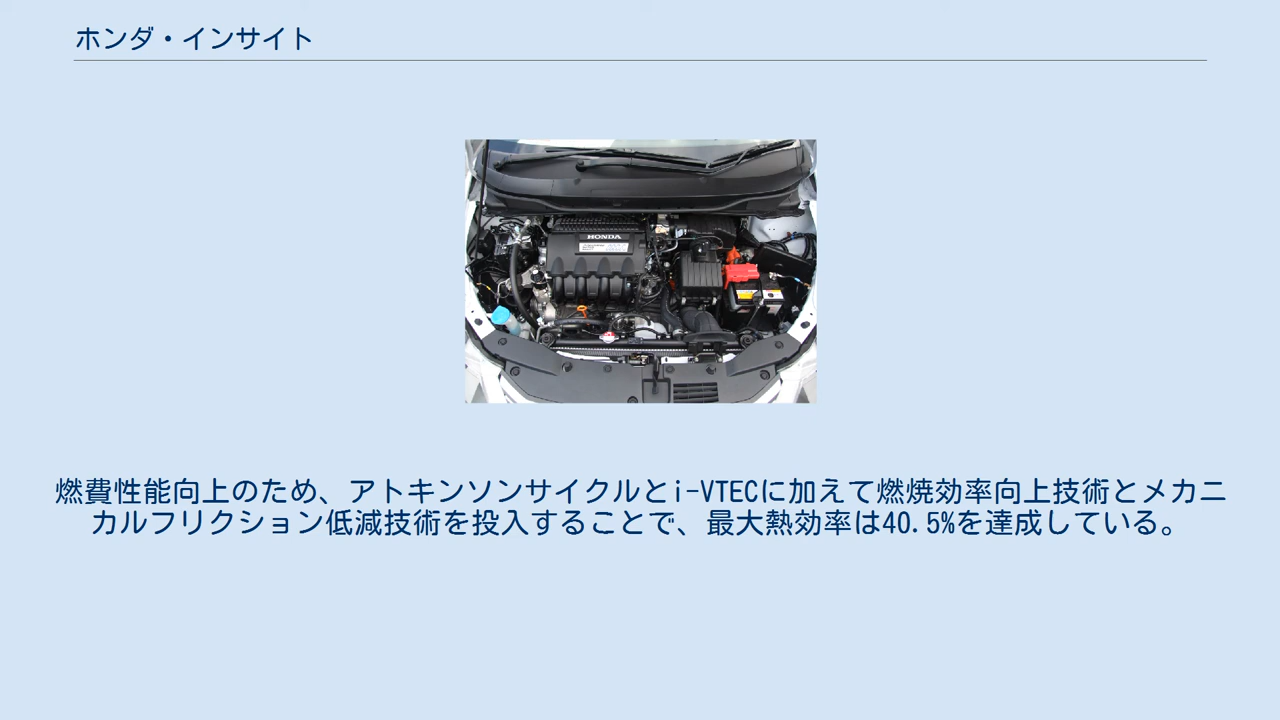 ホンダ・インサイト
HONDA
燃費性能向上のため、アトキンソンサイクルとi-VTECに加えて燃焼効率向上技術とメカニ
カルフリクション低減技術を投入することで、最大熱効率は40.5%を達成している。